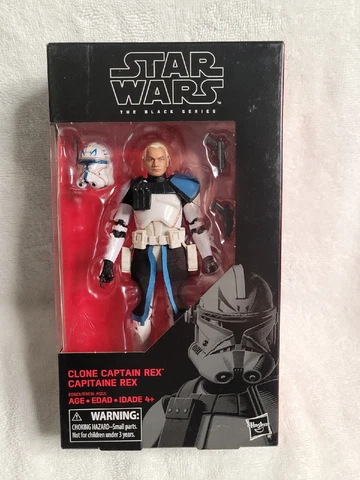 STAR
WARS
THE BLACK SERIES
CLONE CAPTAIN REX™
CAPITAINE REX
AGE • EDAD • IDADE 4+
WARNING:
CHOKING HAZARD–Small parts.
Not for children under 3 years.
Hasbro